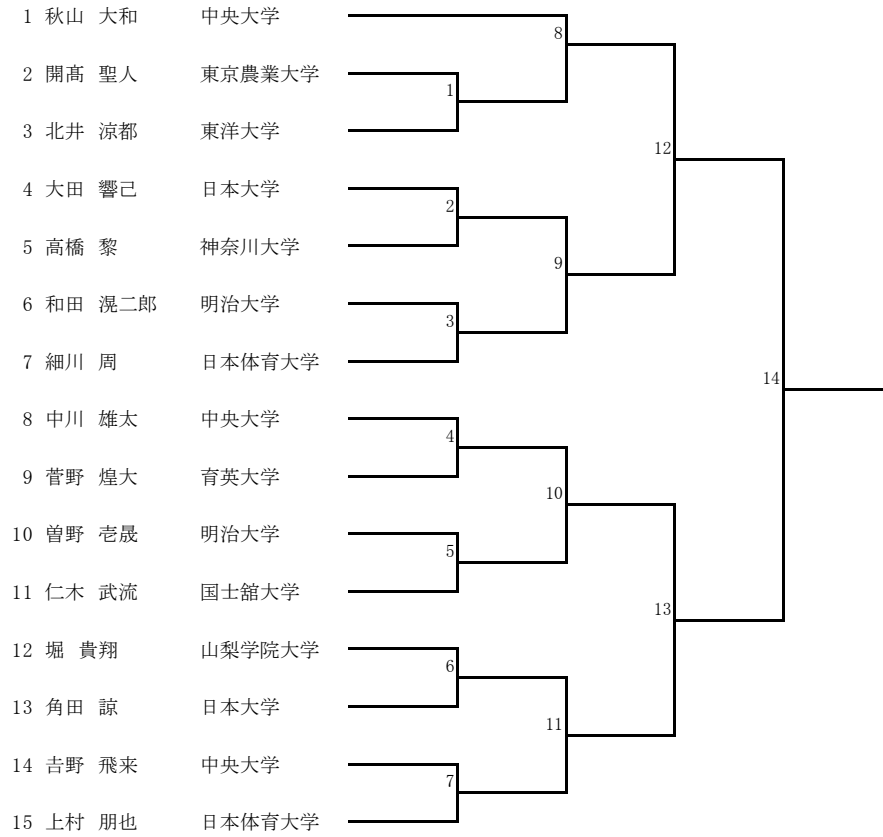 1 秋山 大和 中央大学
8
2 開髙 聖人 東京農業大学
1
3 北井 涼都 東洋大学
12
4 大田 響己 日本大学
2
5 高橋 黎 神奈川大学
9
6 和田 滉二郎 明治大学
3
7 細川 周 日本体育大学
14
8 中川 雄太 中央大学
4
9 菅野 煌大 育英大学
10
10 曽野 壱晟 明治大学
5
11 仁木 武流 国士舘大学
13
12 堀 貴翔 山梨学院大学
6
13 角田 諒 日本大学
11
14 𠮷野 飛来 中央大学
7
15 上村 朋也 日本体育大学